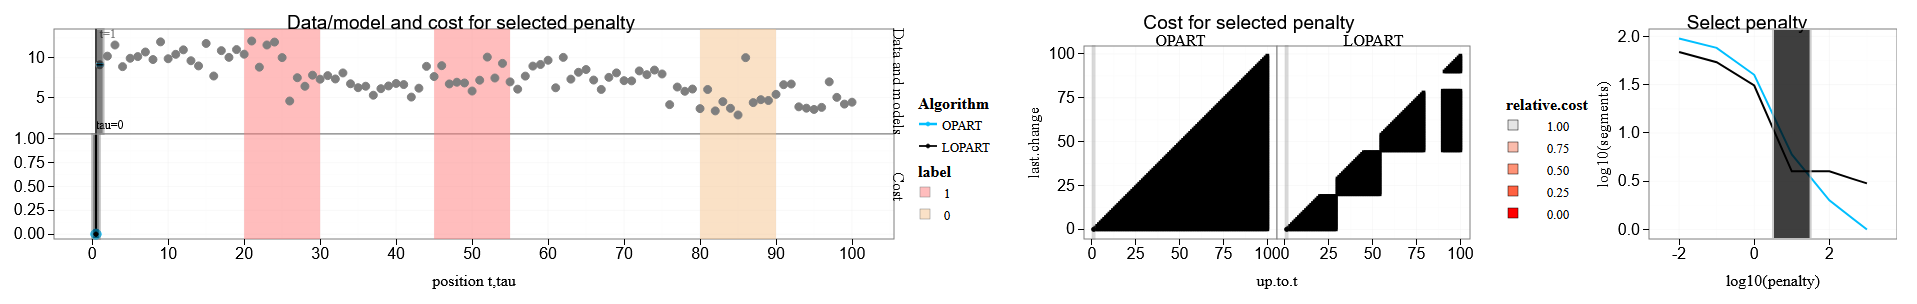 Data/model and cost for selected penalty
t=1
10
5
tau=0
1.00
0.75
0.50
0.25
0.00
Data and models
Cost
0
10
20
30
40
50
60
70
80
90
100
position t,tau
Algorithm
OPART
LOPART
label
1
0
Cost for selected penalty
OPART
LOPART
100
75
50
25
0
last.change
0
25
50
75
100
0
25
50
75
100
up.to.t
relative.cost
1.00
0.75
0.50
0.25
0.00
Select penalty
2.0
1.5
1.0
0.5
0.0
log10(segments)
-2
0
2
log10(penalty)